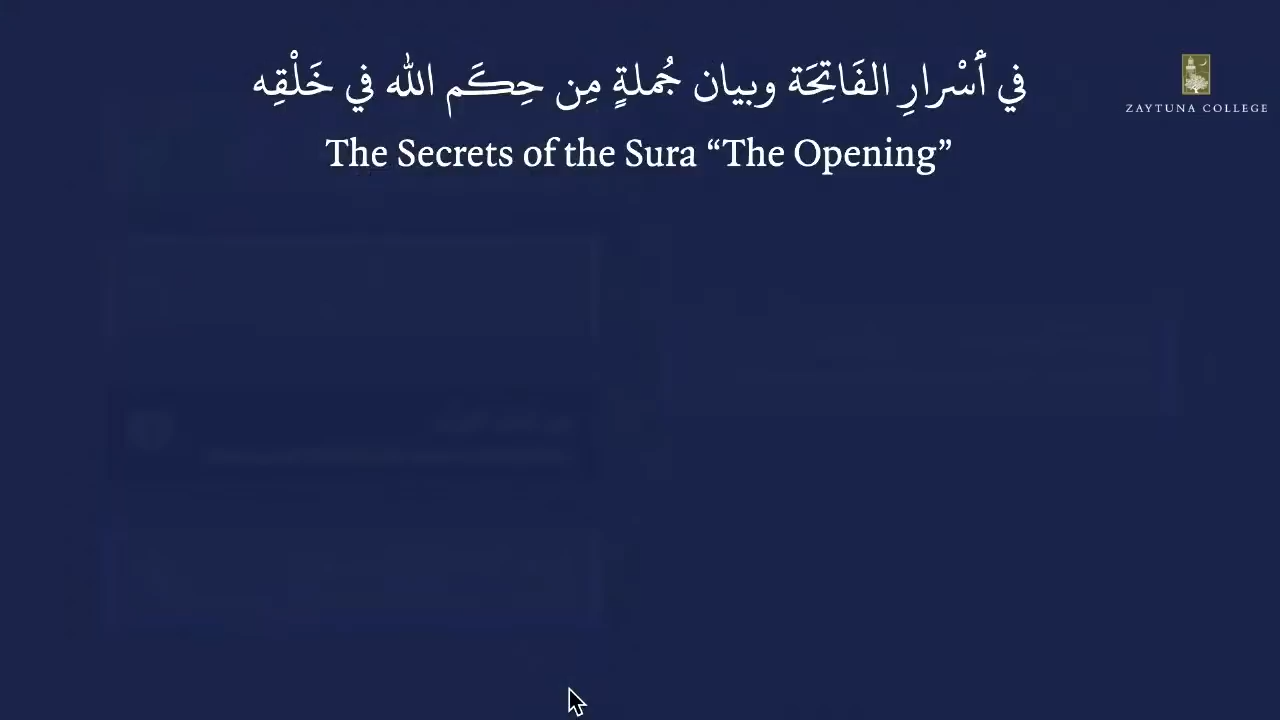 في أَسْرارِ الفَاتِحَة وبيان جُملةٍ مِن حِكَم الله في خَلْقِه
The Secrets of the Sura “The Opening”
ZAYTUNA COLLEGE